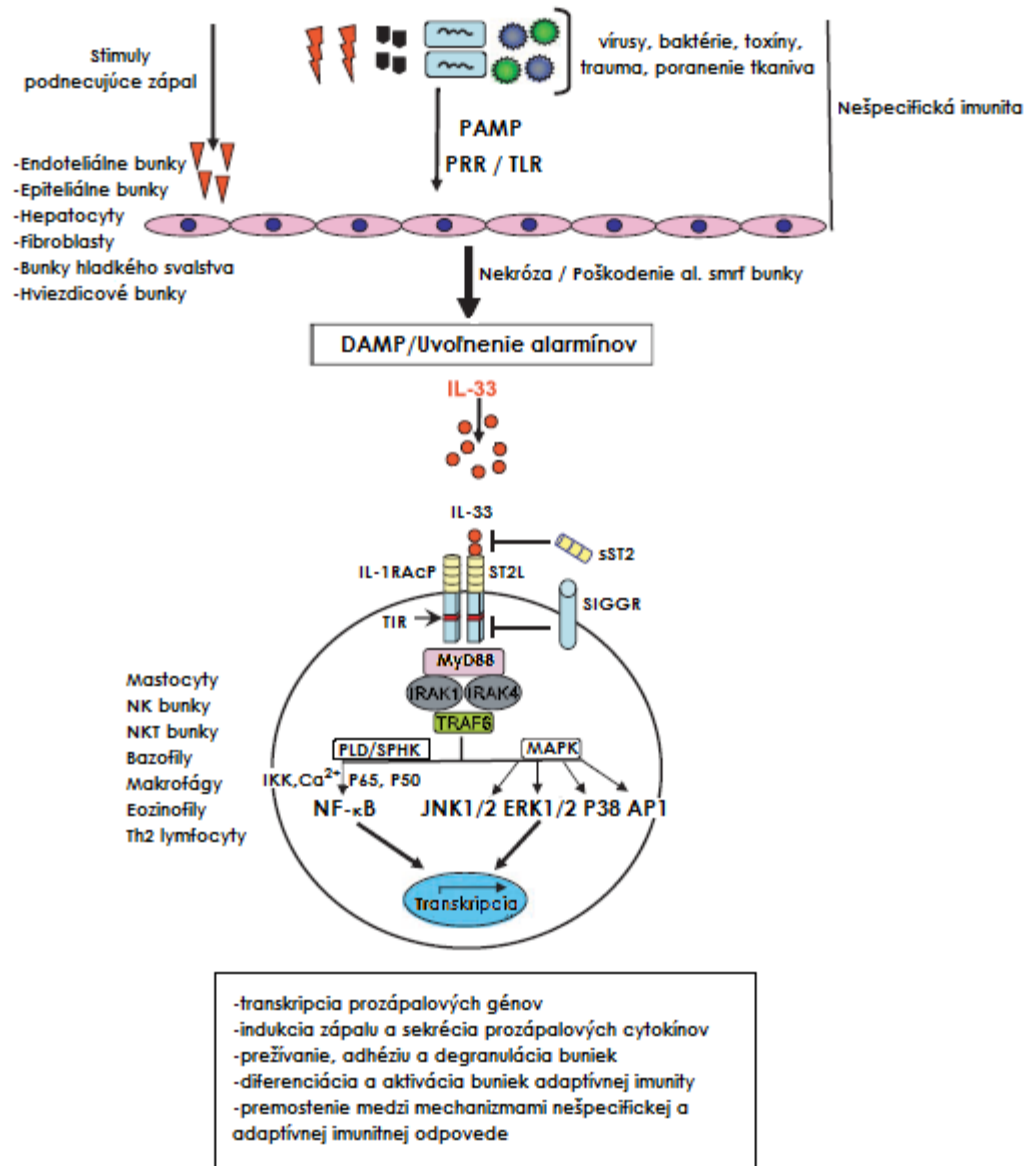 Stimuly
podnecujúce zápal
vírusy, baktérie, toxíny,
trauma, poranenie tkaniva
Nešpecifická imunita
PAMP
PRR / TLR
-Endoteliálne bunky
-Epiteliálne bunky
-Hepatocyty
-Fibroblasty
-Bunky hladkého svalstva
-Hviezdicové bunky
Nekróza / Poškodenie al. smrť bunky
DAMP/Uvoľnenie alarmínov
IL-33
IL-33
sST2
IL-1RAcP
ST2L
SIGGR
TIR
MyD88
IRAK1 IRAK4
TRAF6
Mastocyty
NK bunky
NKT bunky
Bazofily
Makrofágy
Eozinofily
Th2 lymfocyty
PLD/SPHK
MAPK
IKK,Ca²⁺ P65, P50
NF-κB
JNK1/2 ERK1/2 P38 AP1
Transkripcia
-transkripcia prozápalových génov
-indukcia zápalu a sekrécia prozápalových cytokínov
-prežívanie, adhéziu a degranulácia buniek
-diferenciácia a aktivácia buniek adaptívnej imunity
-premostenie medzi mechanizmami nešpecifickej a
adaptívnej imunitnej odpovede